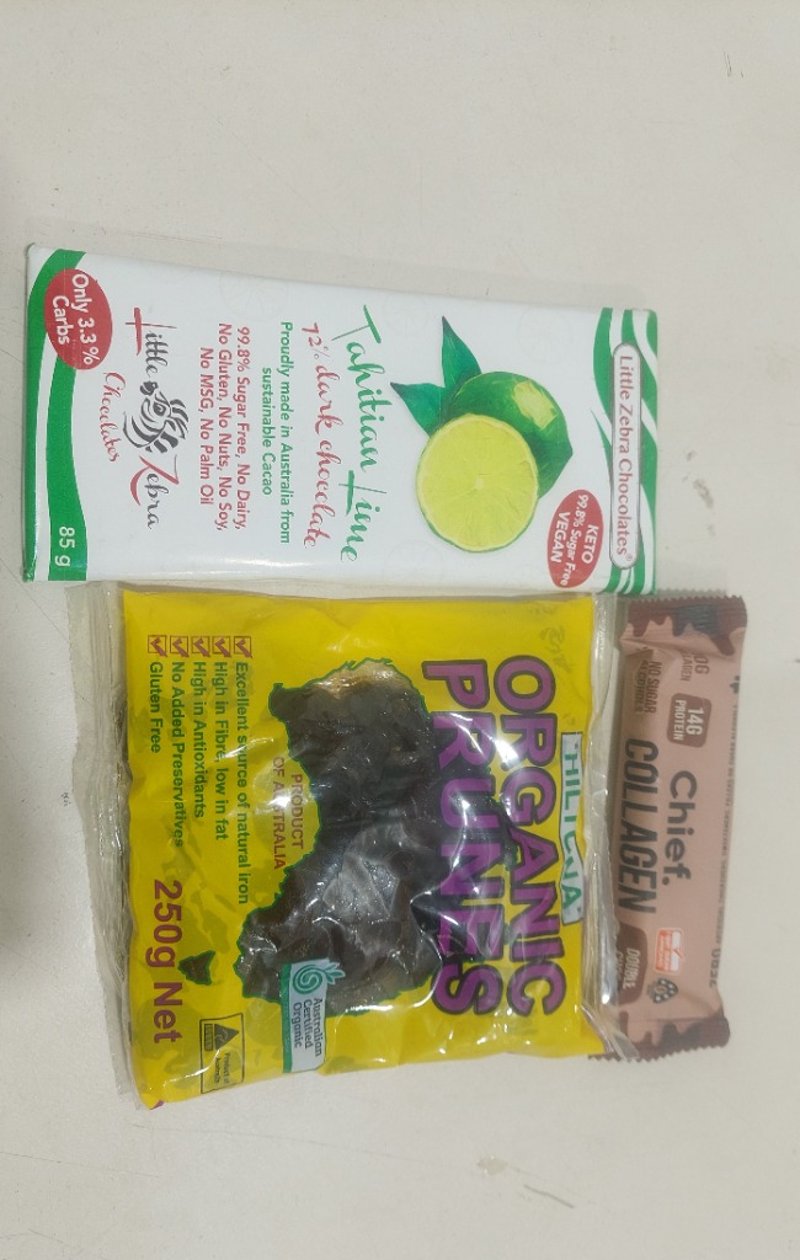 Little Zebra Chocolates®
KETO
99.8% Sugar Free
VEGAN
Tahitian Lime
72% dark chocolate
Proudly made in Australia from
sustainable Cacao
99.8% Sugar Free, No Dairy,
No Gluten, No Nuts, No Soy,
No MSG, No Palm Oil
Little Zebra
Chocolates
Only 3.3%
Carbs
85 g
HILTONA
ORGANIC
PRUNES
PRODUCT
OF AUSTRALIA
Excellent source of natural iron
High in Fibre, low in fat
High in Antioxidants
No Added Preservatives
Gluten Free
250g Net
Australian
Certified
Organic
Chief.
COLLAGEN
14G
PROTEIN
NO SUGAR
DOUBLE